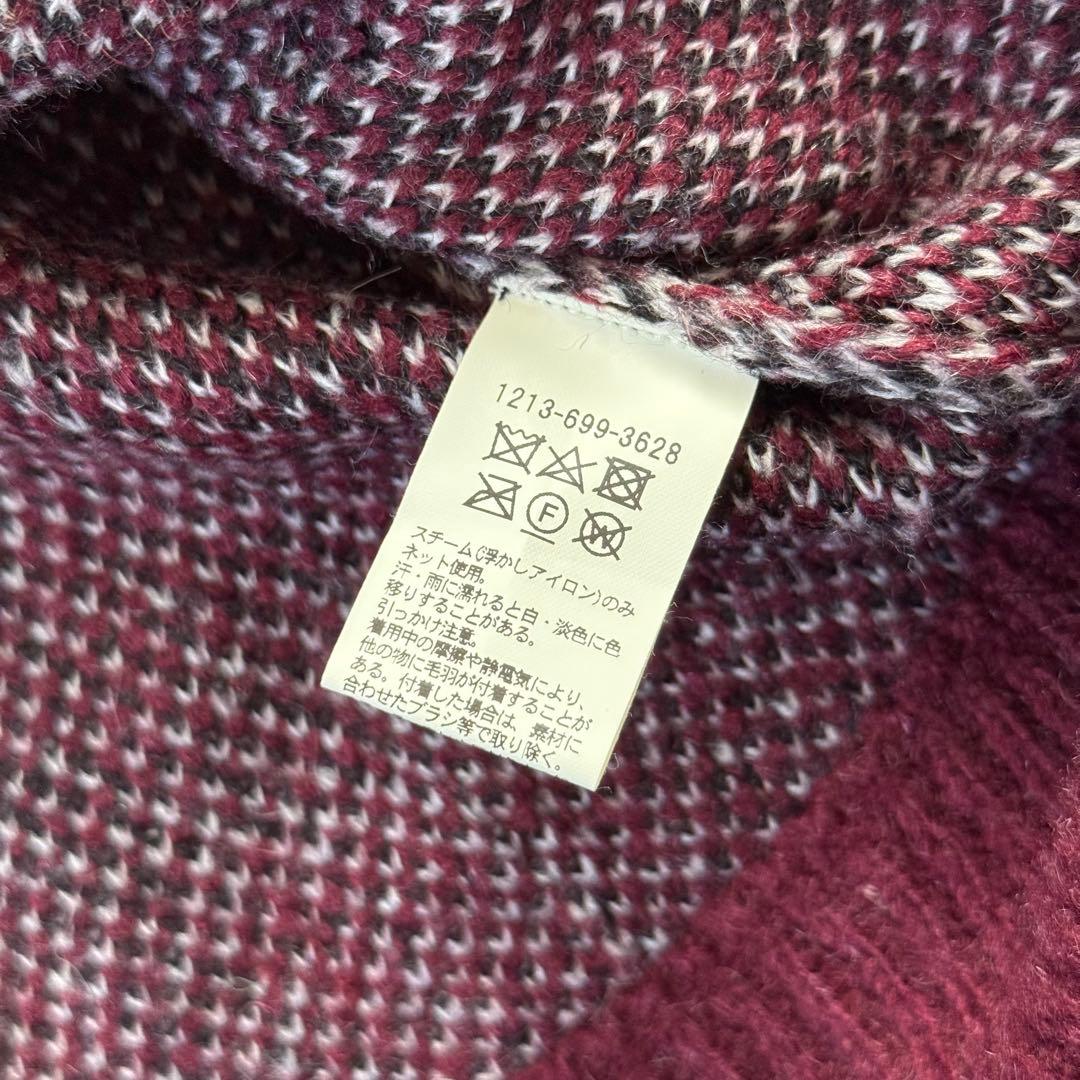 1213-699-3628
F
W
スチーム(浮かしアイロン)のみ
ネット使用。
汗・雨に濡れると白・淡色に色
移りすることがある。
引っかけ注意。
着用中の摩擦や静電気により、
他の物に毛羽が付着することが
ある。付着した場合は、素材に
合わせたブラシ等で取り除く。